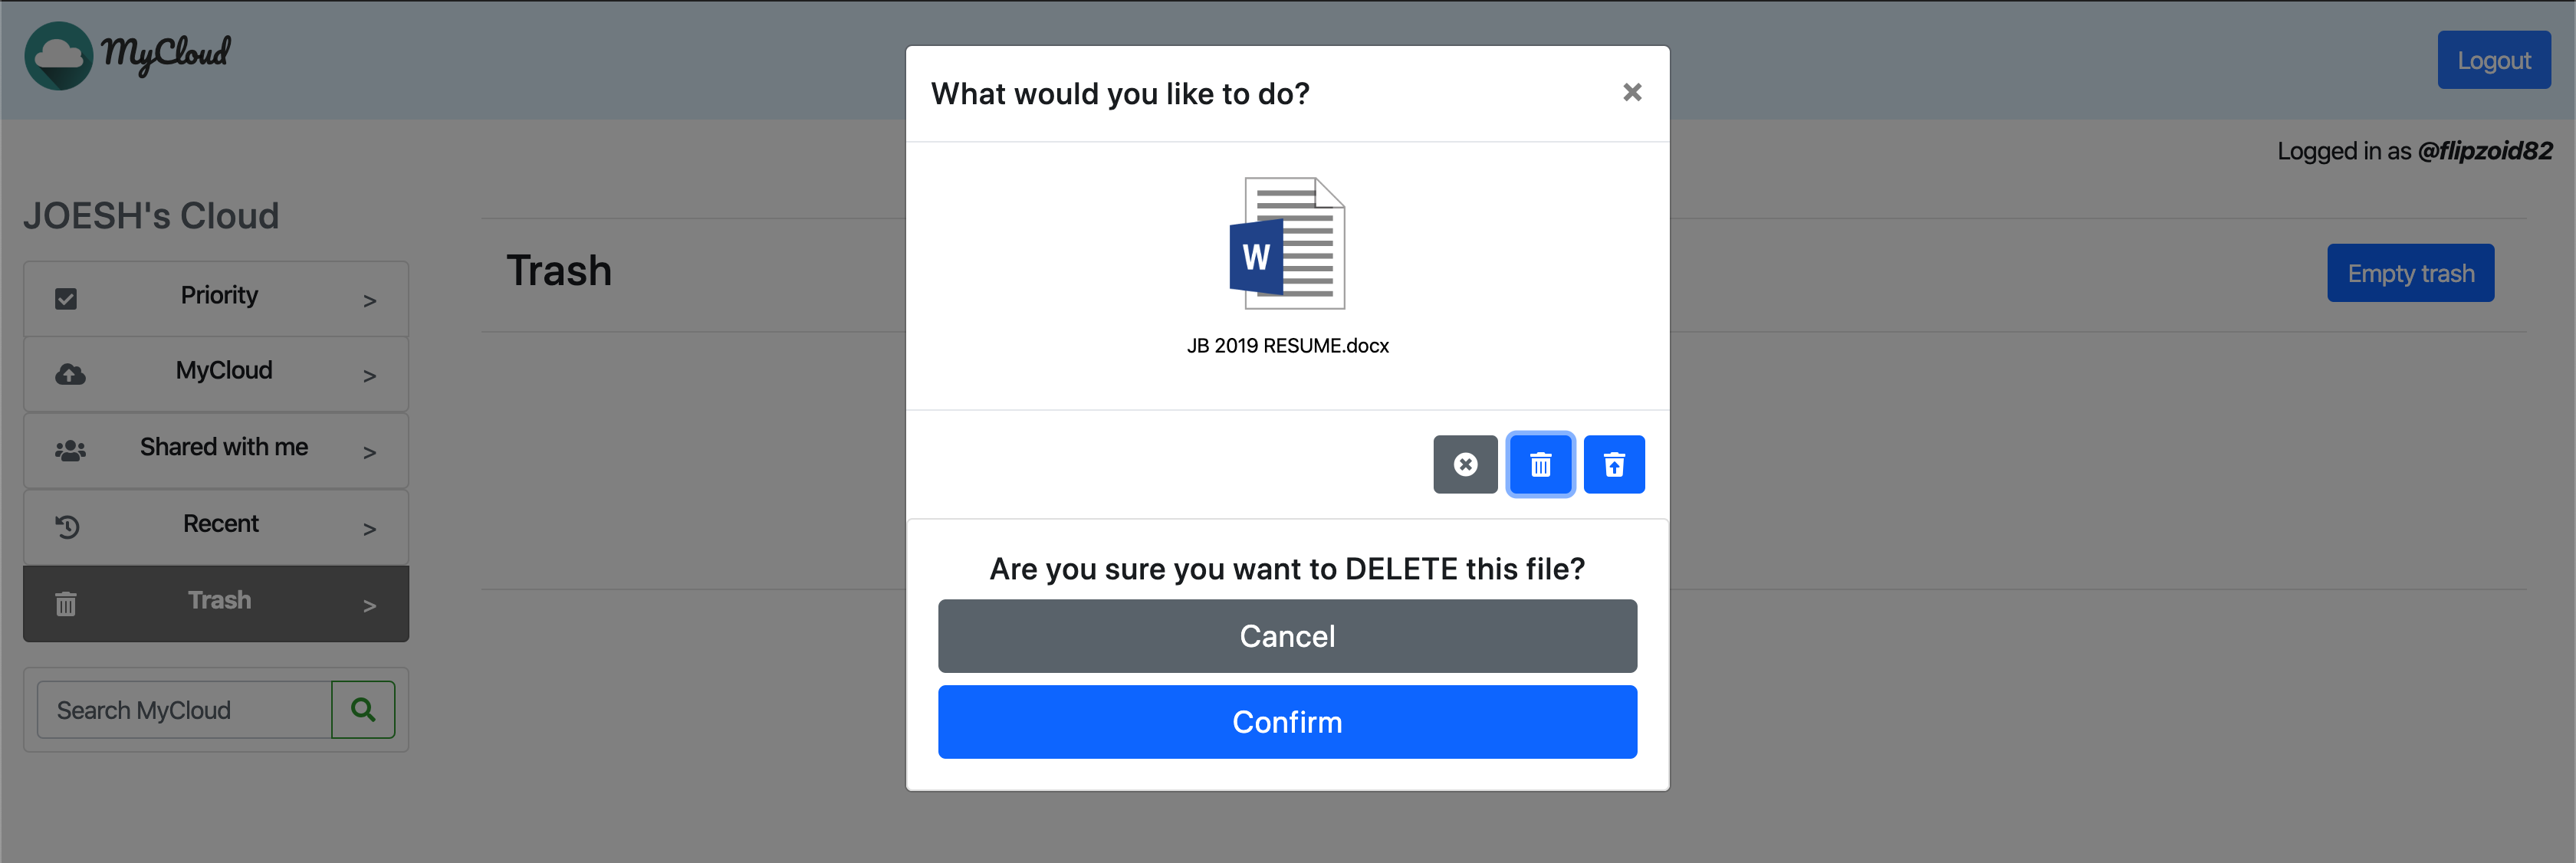 MyCloud
Logout
Logged in as @flipzoid82
JOESH's Cloud
Priority >
MyCloud >
Shared with me >
Recent >
Trash >
Search MyCloud
Trash
Empty trash
What would you like to do?
W
JB 2019 RESUME.docx
Are you sure you want to DELETE this file?
Cancel
Confirm